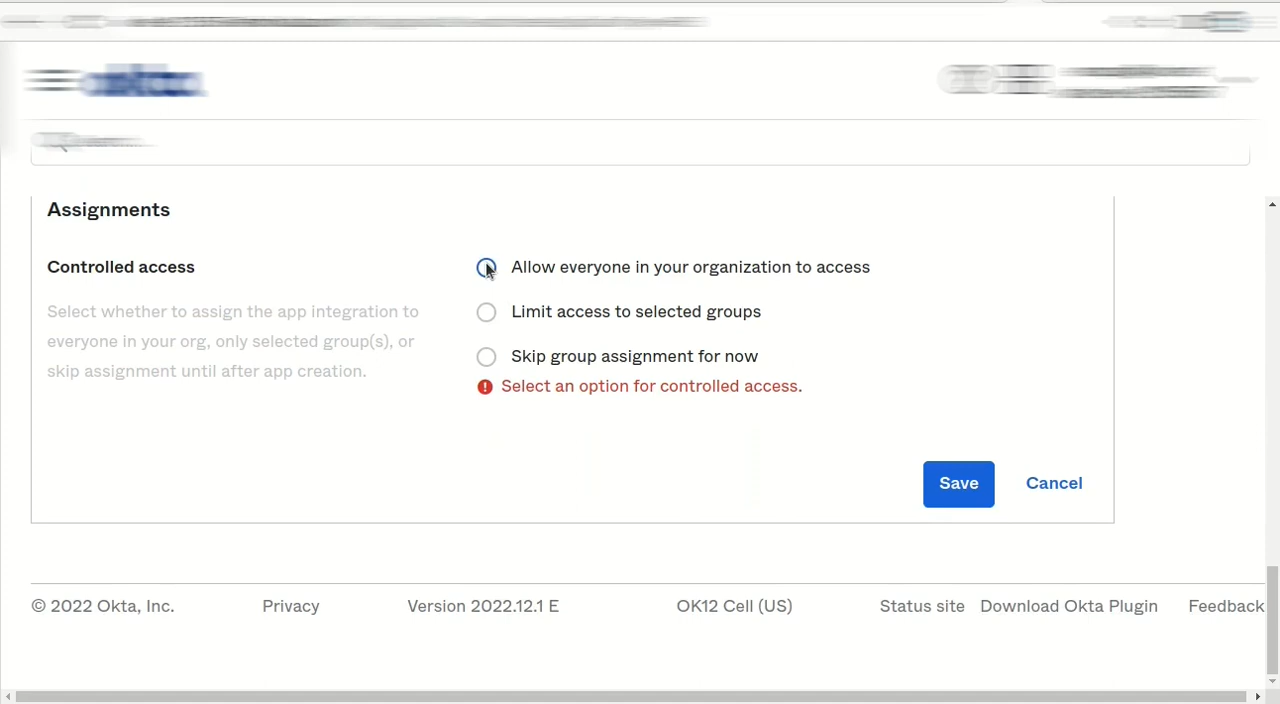 Assignments
Controlled access
Select whether to assign the app integration to
everyone in your org, only selected group(s), or
skip assignment until after app creation.
Allow everyone in your organization to access
Limit access to selected groups
Skip group assignment for now
Select an option for controlled access.
Save
Cancel
© 2022 Okta, Inc.
Privacy
Version 2022.12.1 E
OK12 Cell (US)
Status site
Download Okta Plugin
Feedback